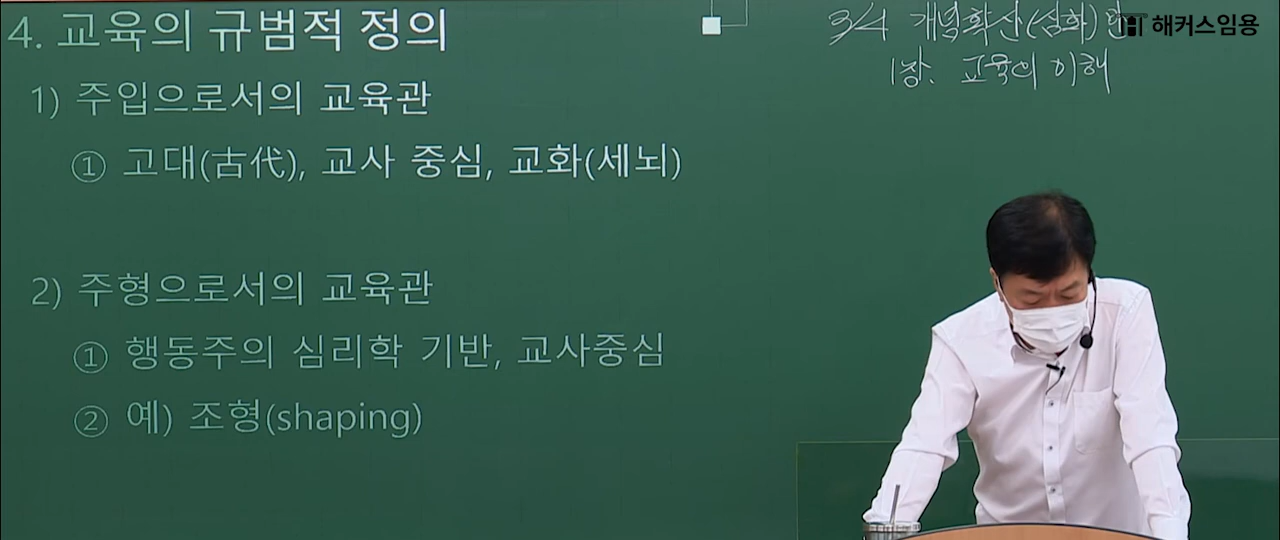 4. 교육의 규범적 정의
1) 주입으로서의 교육관
① 고대(古代), 교사 중심, 교화(세뇌)
2) 주형으로서의 교육관
① 행동주의 심리학 기반, 교사중심
② 예) 조형(shaping)
3/4 개념확산(심화)
1장. 교육의 이해
해커스임용